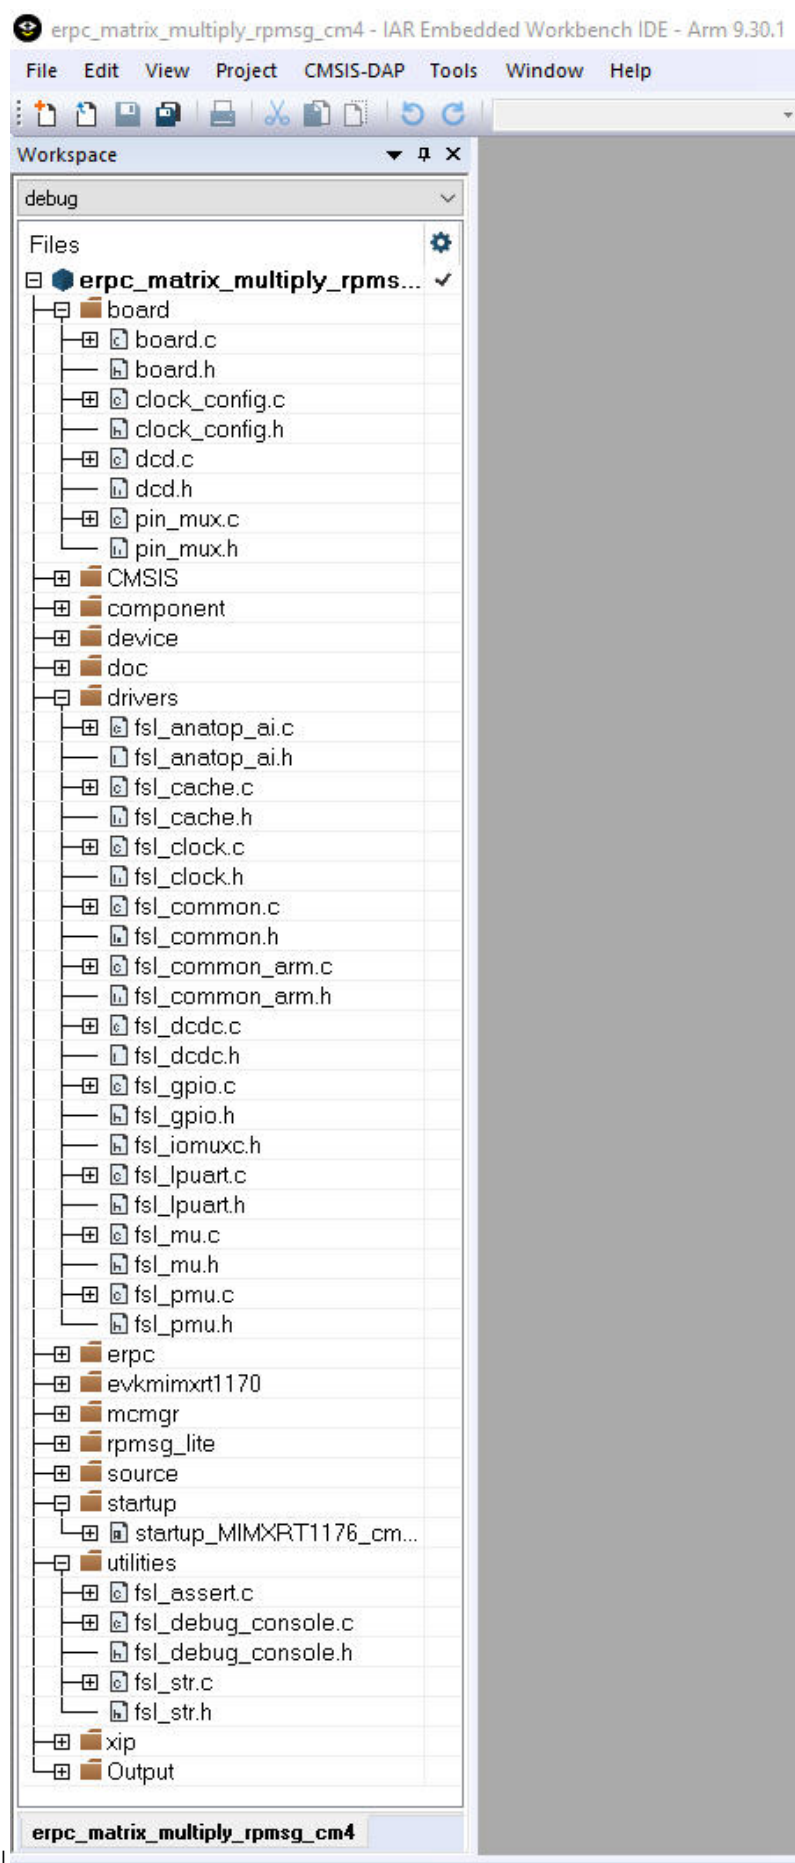 erpc_matrix_multiply_rpmsg_cm4 - IAR Embedded Workbench IDE - Arm 9.30.1
File Edit View Project CMSIS-DAP Tools Window Help
Workspace
debug
Files
erpc_matrix_multiply_rpms...
board
board.c
board.h
clock_config.c
clock_config.h
dcd.c
dcd.h
pin_mux.c
pin_mux.h
CMSIS
component
device
doc
drivers
fsl_anatop_ai.c
fsl_anatop_ai.h
fsl_cache.c
fsl_cache.h
fsl_clock.c
fsl_clock.h
fsl_common.c
fsl_common.h
fsl_common_arm.c
fsl_common_arm.h
fsl_dcdc.c
fsl_dcdc.h
fsl_gpio.c
fsl_gpio.h
fsl_iomuxc.h
fsl_lpuart.c
fsl_lpuart.h
fsl_mu.c
fsl_mu.h
fsl_pmu.c
fsl_pmu.h
erpc
evkmimxrt1170
mcmgr
rpmsg_lite
source
startup
startup_MIMXRT1176_cm...
utilities
fsl_assert.c
fsl_debug_console.c
fsl_debug_console.h
fsl_str.c
fsl_str.h
xip
Output
erpc_matrix_multiply_rpmsg_cm4